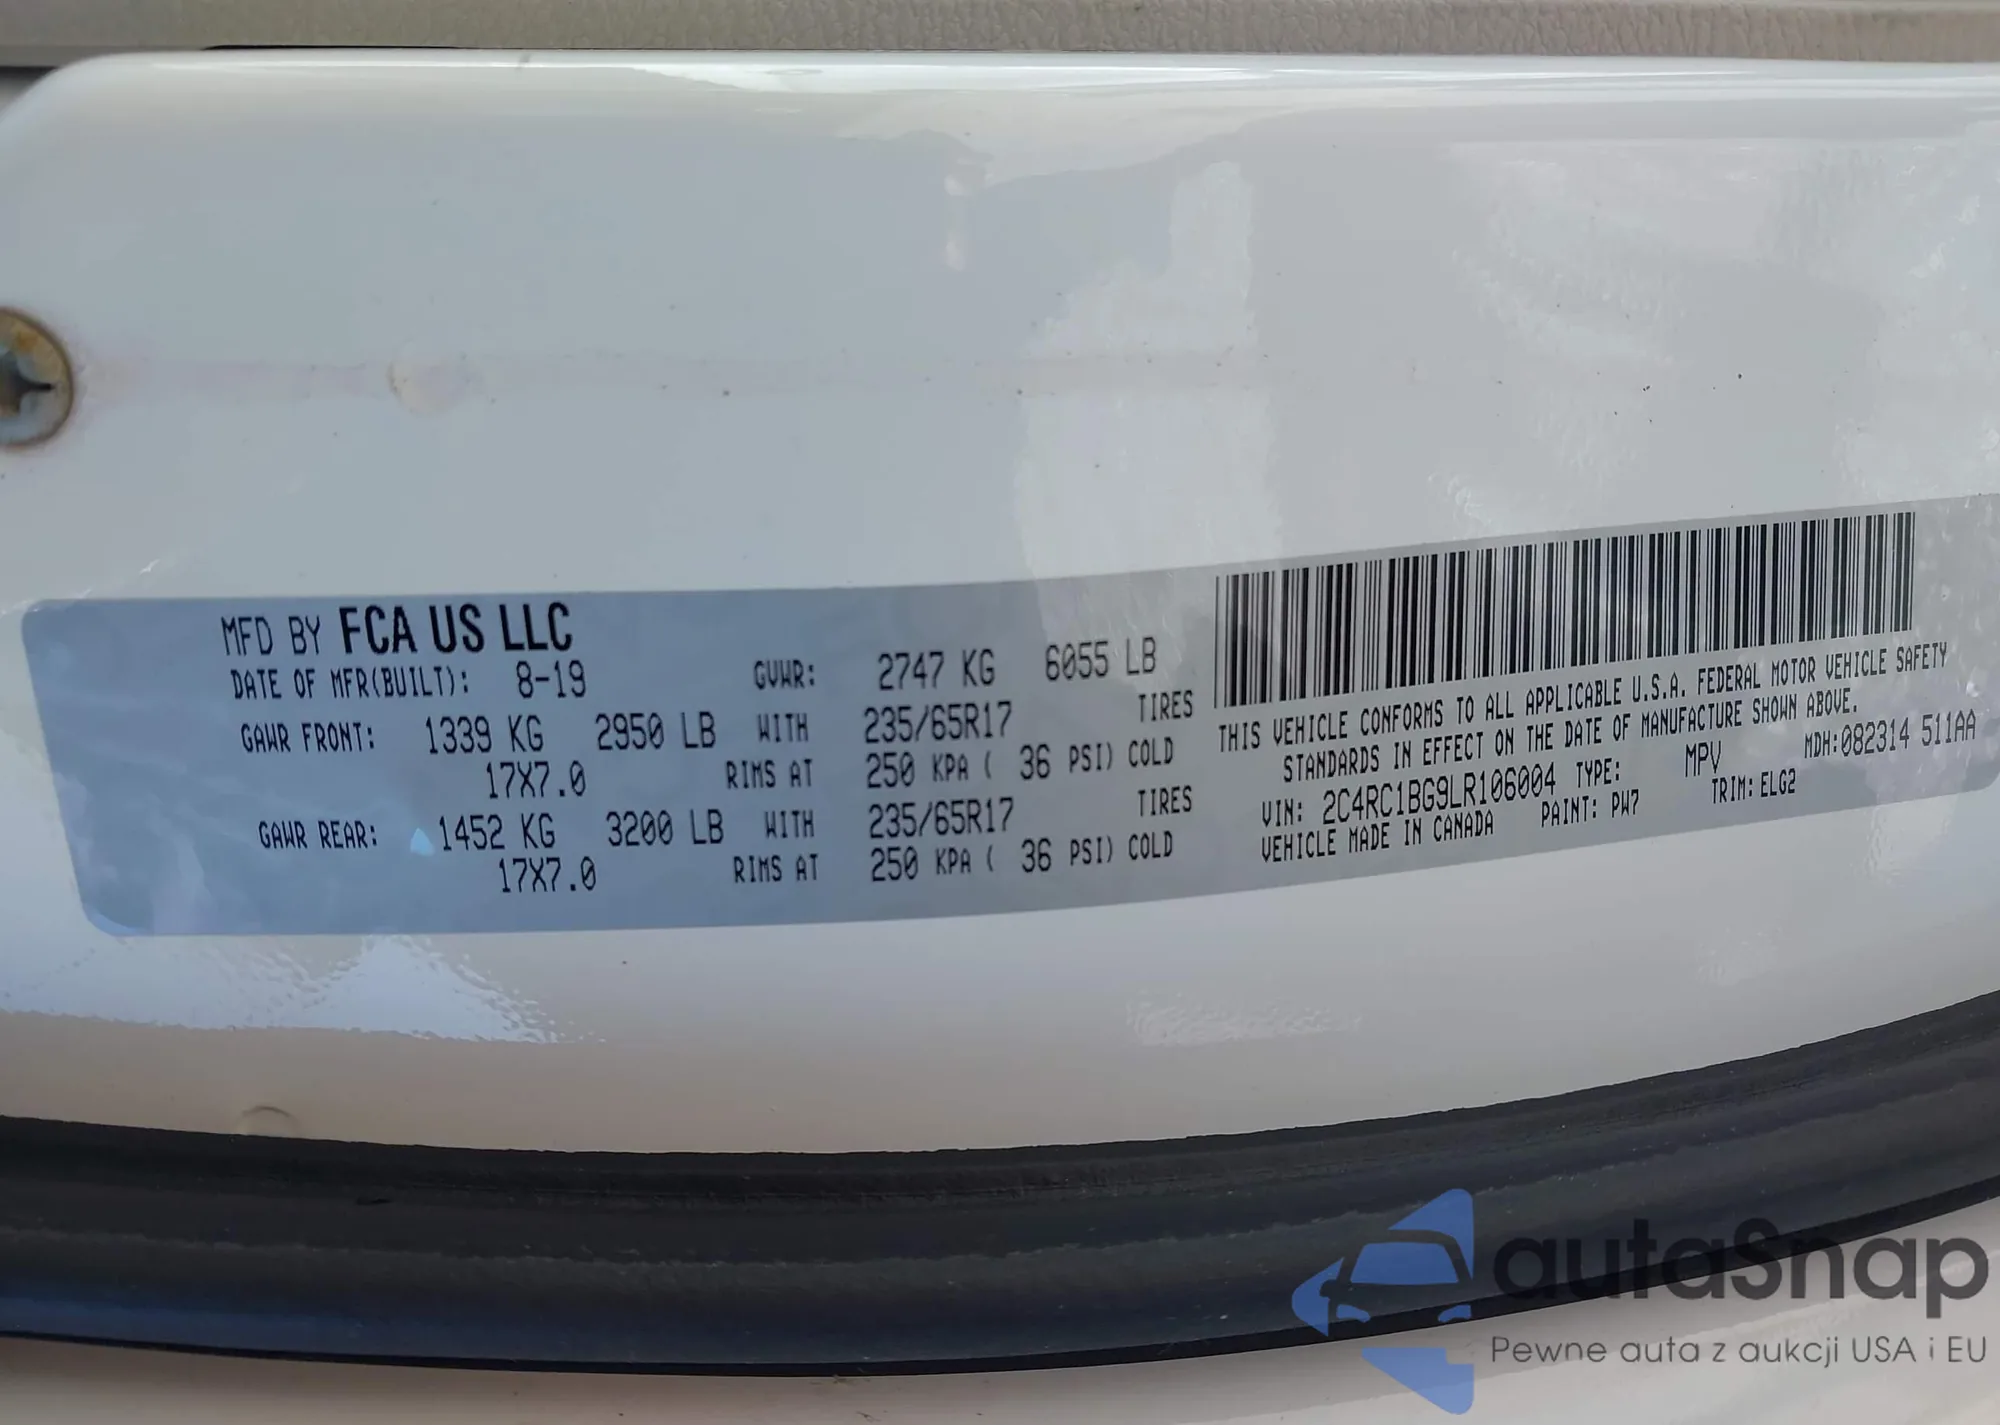 MFD BY FCA US LLC
DATE OF MFR(BUILT): 8-19 GVWR: 2747 KG 6055 LB
GAWR FRONT: 1339 KG 2950 LB WITH 235/65R17 TIRES
17X7.0 RIMS AT 250 KPA ( 36 PSI) COLD
GAWR REAR: 1452 KG 3200 LB WITH 235/65R17 TIRES
17X7.0 RIMS AT 250 KPA ( 36 PSI) COLD
THIS VEHICLE CONFORMS TO ALL APPLICABLE U.S.A. FEDERAL MOTOR VEHICLE SAFETY
STANDARDS IN EFFECT ON THE DATE OF MANUFACTURE SHOWN ABOVE.
VIN: 2C4RC1BG9LR106004 TYPE: MPV MDH:082314 511AA
VEHICLE MADE IN CANADA PAINT: PW7 TRIM: ELG2
autaSnap
Pewne auta z aukcji USA i EU